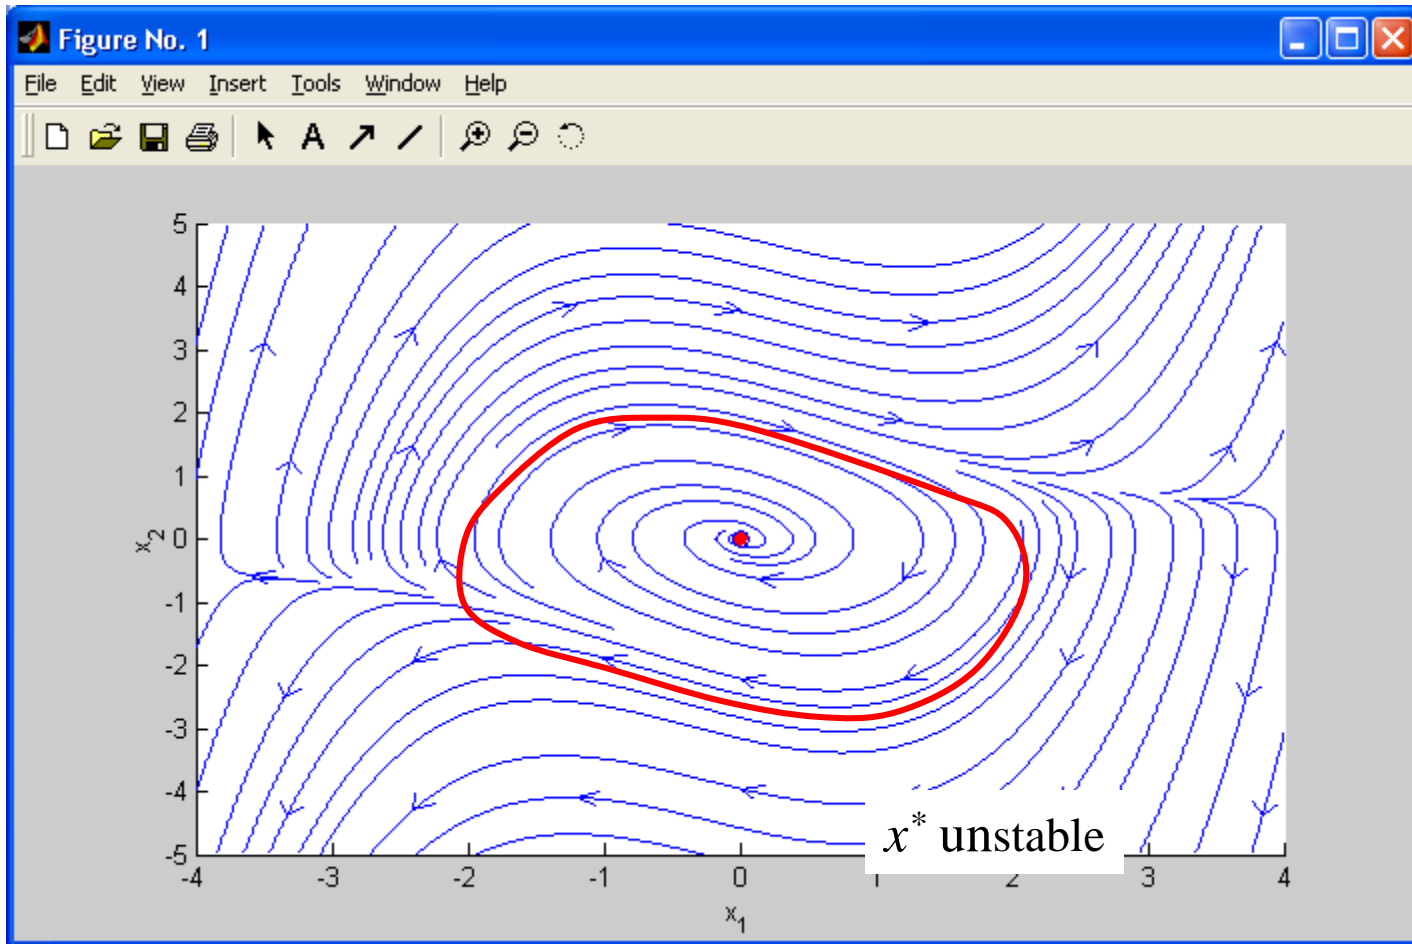 Figure No. 1
File Edit View Insert Tools Window Help
A
5
4
3
2
1
0
-1
-2
-3
-4
-5
x₂
x* unstable
-4 -3 -2 -1 0 1 2 3 4
x₁